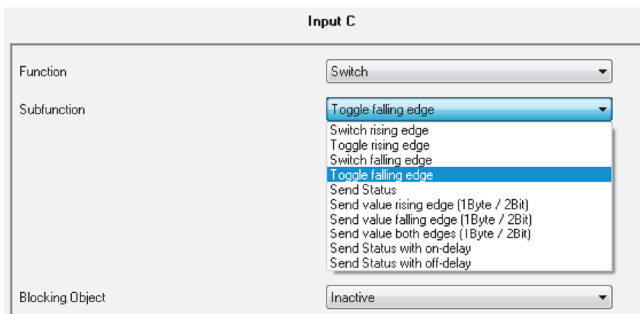 Input C
Function
Switch
Subfunction
Toggle falling edge
Switch rising edge
Toggle rising edge
Switch falling edge
Toggle falling edge
Send Status
Send value rising edge (1Byte / 2Bit)
Send value falling edge (1Byte / 2Bit)
Send value both edges (1Byte / 2Bit)
Send Status with on-delay
Send Status with off-delay
Blocking Object
Inactive